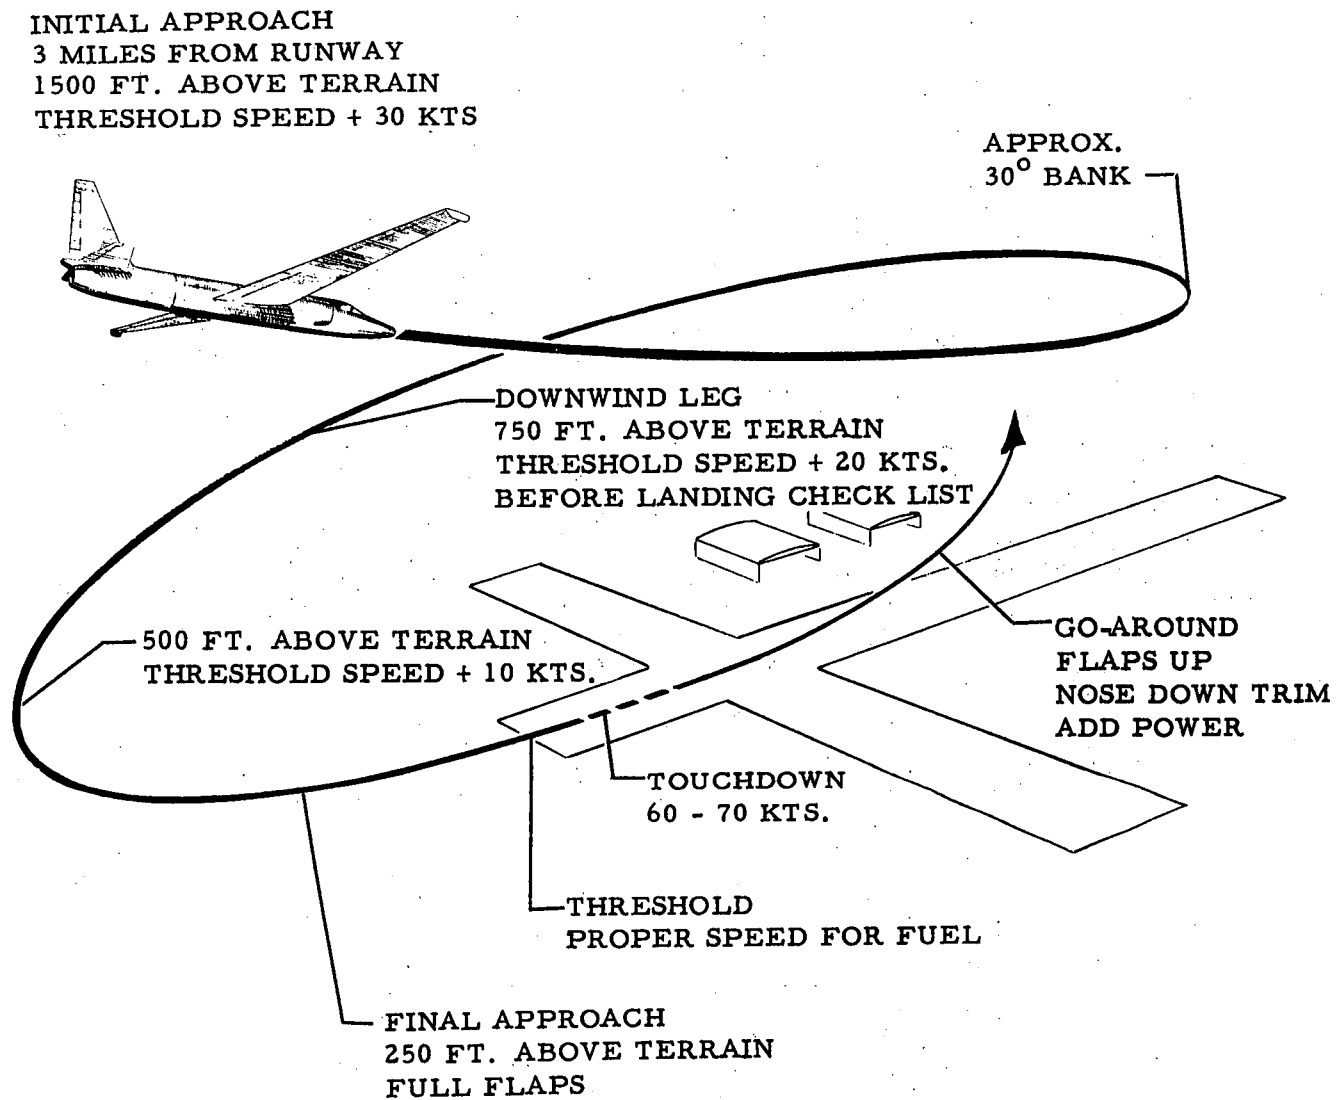 INITIAL APPROACH
3 MILES FROM RUNWAY
1500 FT. ABOVE TERRAIN
THRESHOLD SPEED + 30 KTS
APPROX.
30° BANK
DOWNWIND LEG
750 FT. ABOVE TERRAIN
THRESHOLD SPEED + 20 KTS.
BEFORE LANDING CHECK LIST
500 FT. ABOVE TERRAIN
THRESHOLD SPEED + 10 KTS.
GO-AROUND
FLAPS UP
NOSE DOWN TRIM
ADD POWER
TOUCHDOWN
60 - 70 KTS.
THRESHOLD
PROPER SPEED FOR FUEL
FINAL APPROACH
250 FT. ABOVE TERRAIN
FULL FLAPS